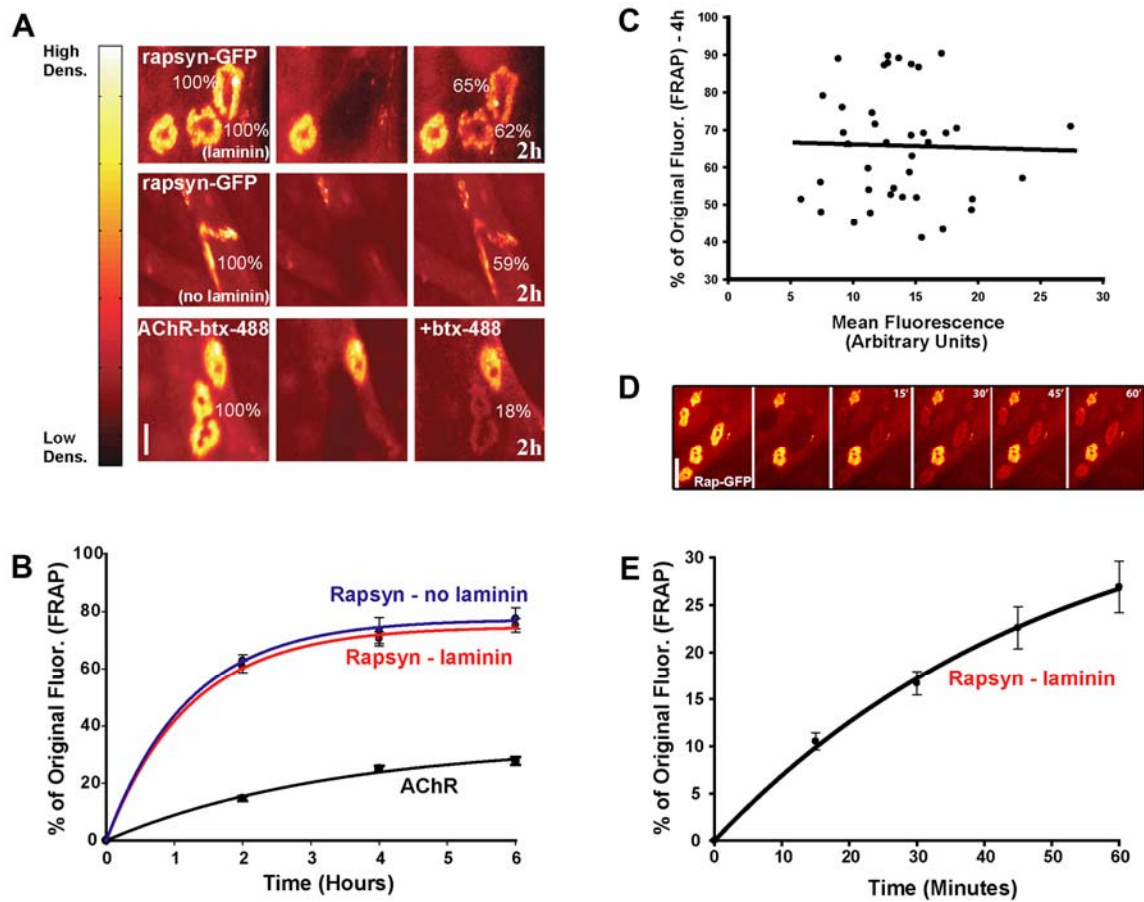 A
High
Dens.
Low
Dens.
rapsyn-GFP
100%
100%
(laminin)
65%
62%
2h
rapsyn-GFP
100%
(no laminin)
59%
2h
AChR-btx-488
100%
+btx-488
18%
2h
B
% of Original Fluor. (FRAP)
100
80
60
40
20
0
Rapsyn - no laminin
Rapsyn - laminin
AChR
0 1 2 3 4 5 6
Time (Hours)
C
% of Original Fluor. (FRAP) - 4h
100
90
80
70
60
50
40
30
0 5 10 15 20 25 30
Mean Fluorescence
(Arbitrary Units)
D
Rap-GFP
15'
30'
45'
60'
E
% of Original Fluor. (FRAP)
30
25
20
15
10
5
0
Rapsyn - laminin
0 10 20 30 40 50 60
Time (Minutes)